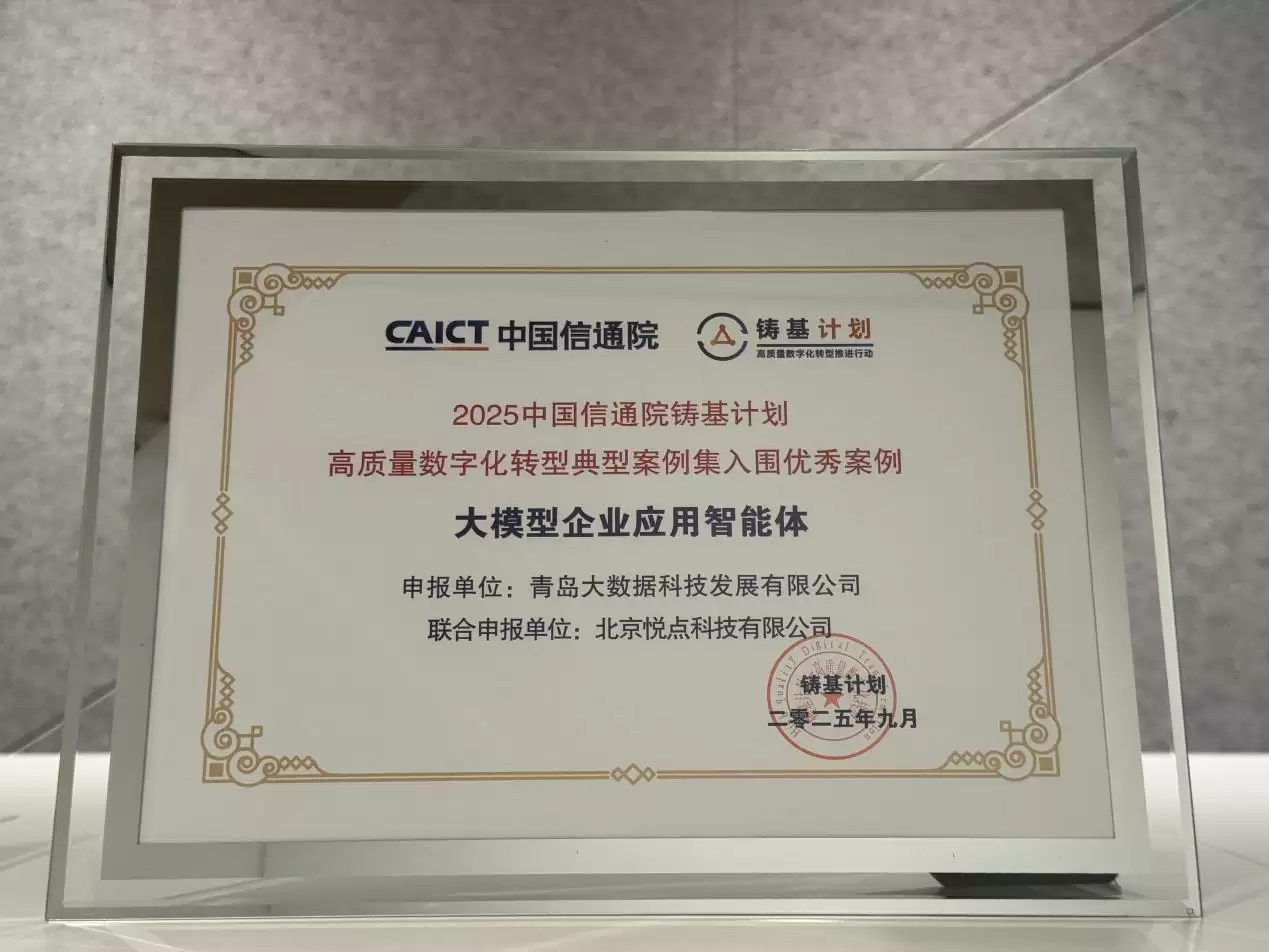 CAICT 中国信通院
铸基计划
高质量数字化转型推进行动
2025中国信通院铸基计划
高质量数字化转型典型案例集入围优秀案例
大模型企业应用智能体
申报单位：青岛大数据科技发展有限公司
联合申报单位：北京悦点科技有限公司
铸基计划
二零二五年九月